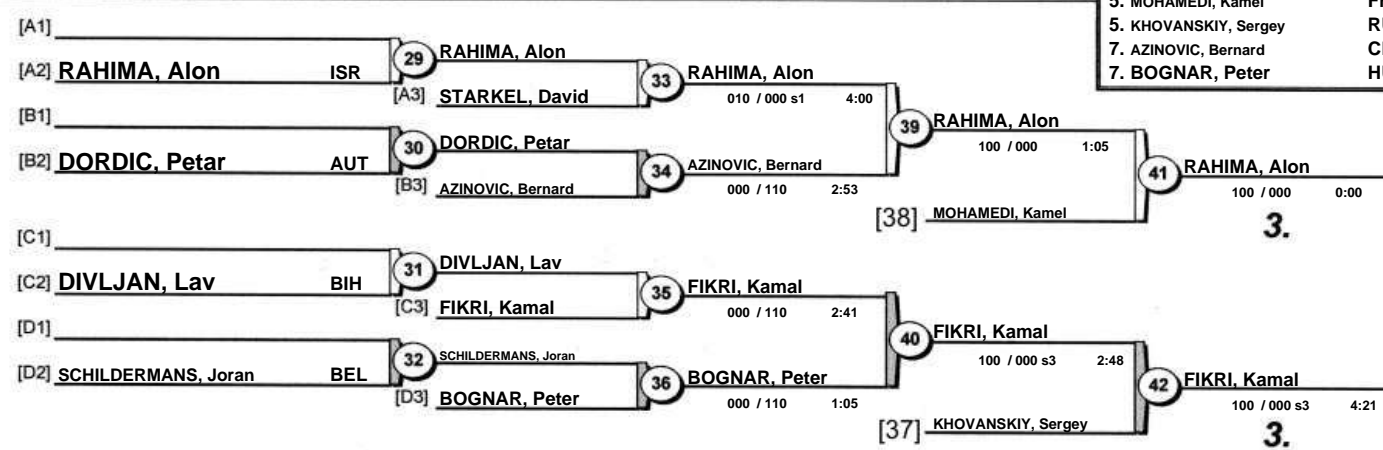 5. MOHAMEDI, Kamel
5. KHOVANSKIY, Sergey
7. AZINOVIC, Bernard
7. BOGNAR, Peter HU
[A1]
[A2] RAHIMA, Alon ISR
29
RAHIMA, Alon
[A3] STARKEL, David
33
RAHIMA, Alon
010 / 000 s1 4:00
[B1]
[B2] DORDIC, Petar AUT
30
DORDIC, Petar
[B3] AZINOVIC, Bernard
34
AZINOVIC, Bernard
000 / 110 2:53
39
RAHIMA, Alon
100 / 000 1:05
[38] MOHAMEDI, Kamel
41
RAHIMA, Alon
100 / 000 0:00
3.
[C1]
[C2] DIVLJAN, Lav BIH
31
DIVLJAN, Lav
[C3] FIKRI, Kamal
35
FIKRI, Kamal
000 / 110 2:41
[D1]
[D2] SCHILDERMANS, Joran BEL
32
SCHILDERMANS, Joran
[D3] BOGNAR, Peter
36
BOGNAR, Peter
000 / 110 1:05
40
FIKRI, Kamal
100 / 000 s3 2:48
[37] KHOVANSKIY, Sergey
42
FIKRI, Kamal
100 / 000 s3 4:21
3.